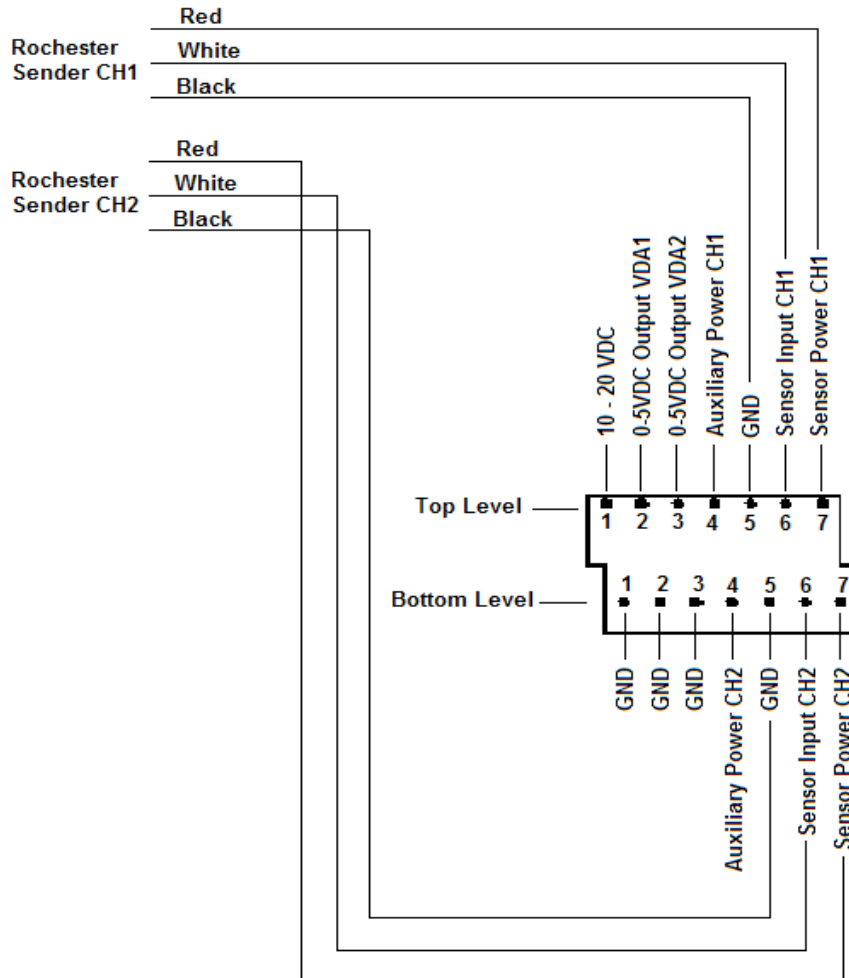 Red
Rochester
Sender CH1
White
Black
Red
Rochester
Sender CH2
White
Black
10 - 20 VDC
0-5VDC Output VDA1
0-5VDC Output VDA2
Auxiliary Power CH1
GND
Sensor Input CH1
Sensor Power CH1
Top Level
1 2 3 4 5 6 7
Bottom Level
1 2 3 4 5 6 7
GND
GND
GND
Auxiliary Power CH2
GND
Sensor Input CH2
Sensor Power CH2